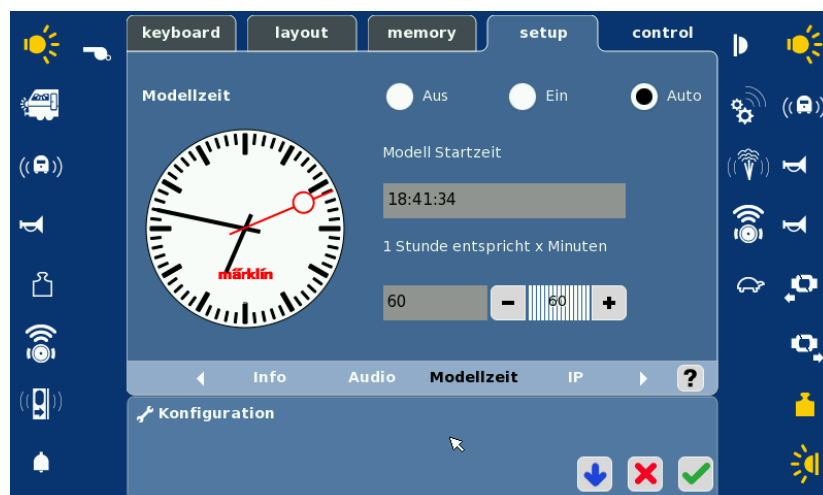 keyboard layout memory setup control
Modellzeit Aus Ein Auto
Modell Startzeit
18:41:34
1 Stunde entspricht x Minuten
märklin
60 - 60 +
Info Audio Modellzeit IP ?
Konfiguration